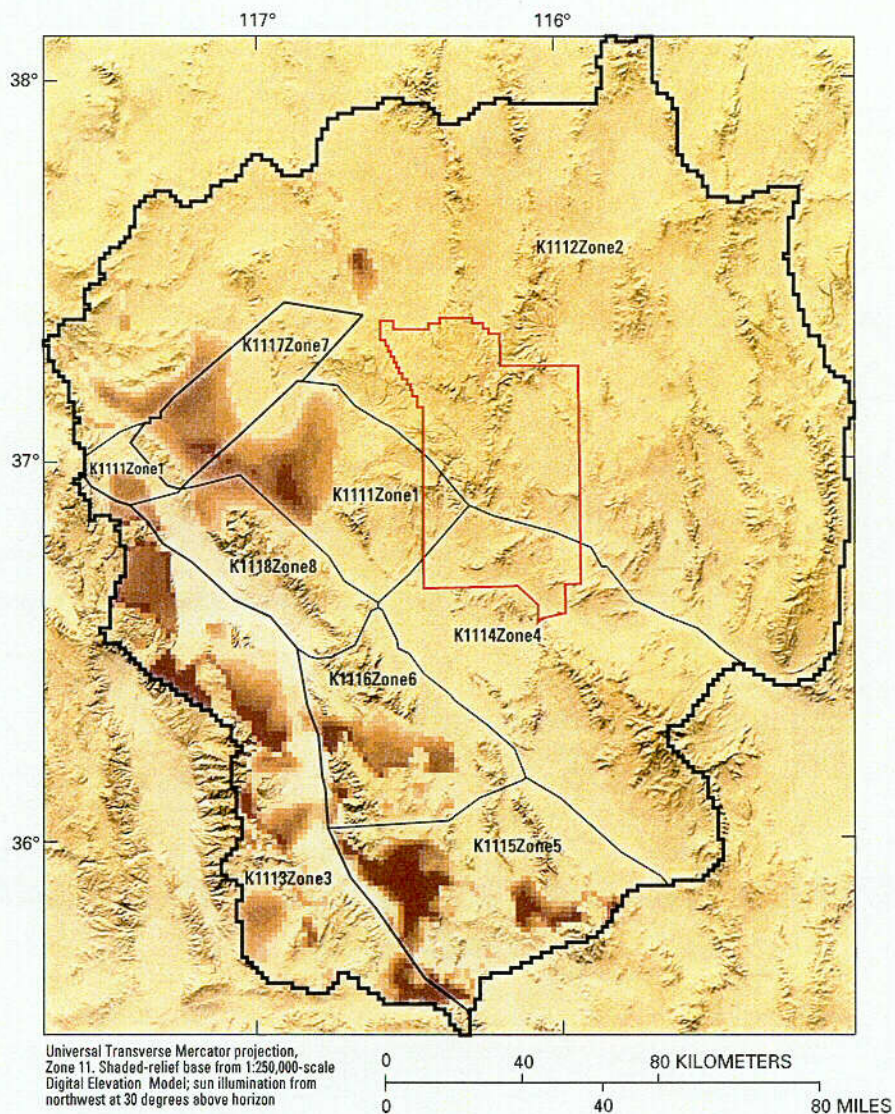 117° 116°
38°
K1112Zone2
K1117Zone7
37°
K1111Zone1
K1111Zone1
K1118Zone8
K1114Zone4
K1116Zone6
36°
K1115Zone5
K1113Zone3
Universal Transverse Mercator projection,
Zone 11. Shaded-relief base from 1:250,000-scale
Digital Elevation Model; sun illumination from
northwest at 30 degrees above horizon
0 40 80 KILOMETERS
0 40 80 MILES